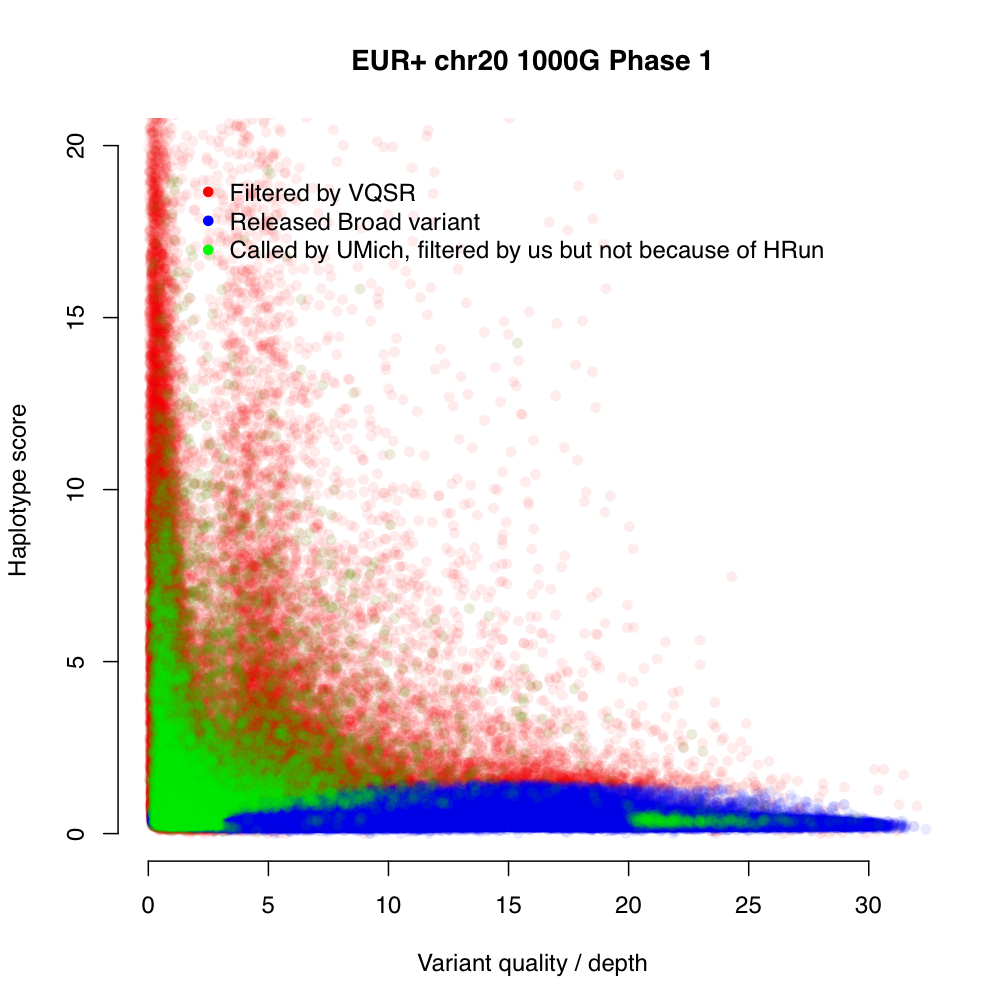 EUR+ chr20 1000G Phase 1
20
Filtered by VQSR
Released Broad variant
Called by UMich, filtered by us but not because of HRun
15
10
5
0
Haplotype score
0 5 10 15 20 25 30
Variant quality / depth